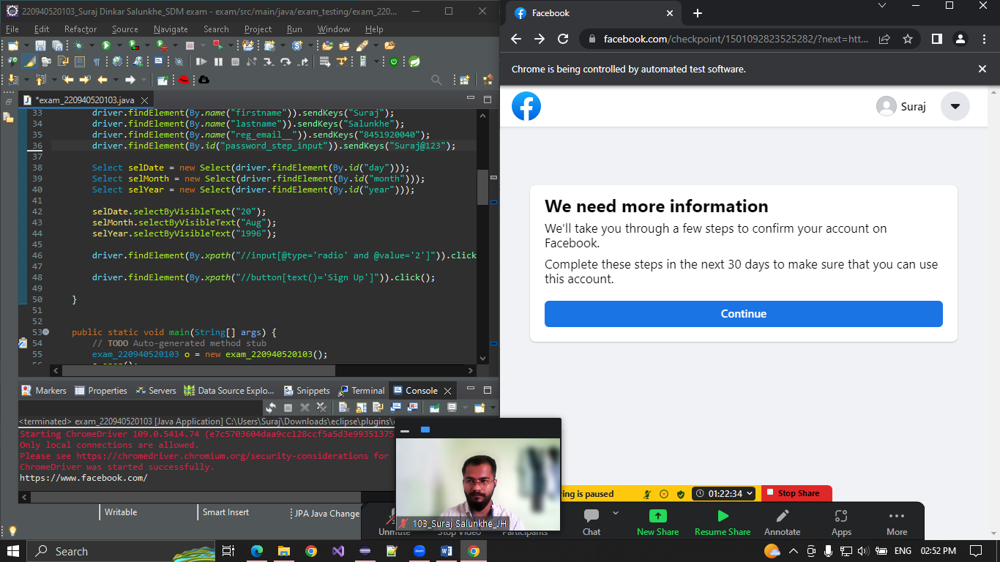 220940520103_Suraj Dinkar Salunkhe_SDM exam - exam/src/main/java/exam_testing/exam_220...
File Edit Refactor Source Navigate Search Project Run Window Help
*exam_220940520103.java
33 driver.findElement(By.name("firstname")).sendKeys("Suraj");
34 driver.findElement(By.name("lastname")).sendKeys("Salunkhe");
35 driver.findElement(By.name("reg_email__")).sendKeys("8451920040");
36 driver.findElement(By.id("password_step_input")).sendKeys("Suraj@123");
37
38 Select selDate = new Select(driver.findElement(By.id("day")));
39 Select selMonth = new Select(driver.findElement(By.id("month")));
40 Select selYear = new Select(driver.findElement(By.id("year")));
41
42 selDate.selectByVisibleText("20");
43 selMonth.selectByVisibleText("Aug");
44 selYear.selectByVisibleText("1996");
45
46 driver.findElement(By.xpath("//input[@type='radio' and @value='2']")).click
47
48 driver.findElement(By.xpath("//button[text()='Sign Up']")).click();
49
50 }
51
52
53 public static void main(String[] args) {
54 // TODO Auto-generated method stub
55 exam_220940520103 o = new exam_220940520103();
Markers Properties Servers Data Source Explo... Snippets Terminal Console
<terminated> exam_220940520103 [Java Application] C:\Users\Suraj\Downloads\eclipse\plugins\
Starting ChromeDriver 109.0.5414.74 (e7c5703604daa9cc128ccf5a5d3e99351375
Only local connections are allowed.
Please see https://chromedriver.chromium.org/security-considerations for
ChromeDriver was started successfully.
https://www.facebook.com/
Writable Smart Insert JPA Java Change
Facebook
facebook.com/checkpoint/1501092823525282/?next=htt...
Chrome is being controlled by automated test software.
Suraj
We need more information
We'll take you through a few steps to confirm your account on
Facebook.
Complete these steps in the next 30 days to make sure that you can use
this account.
Continue
103_Suraj Salunkhe_JH
ring is paused 01:22:34 Stop Share
Unmute Stop Video Participants Chat New Share Resume Share Annotate Apps More
Search
ENG 02:52 PM